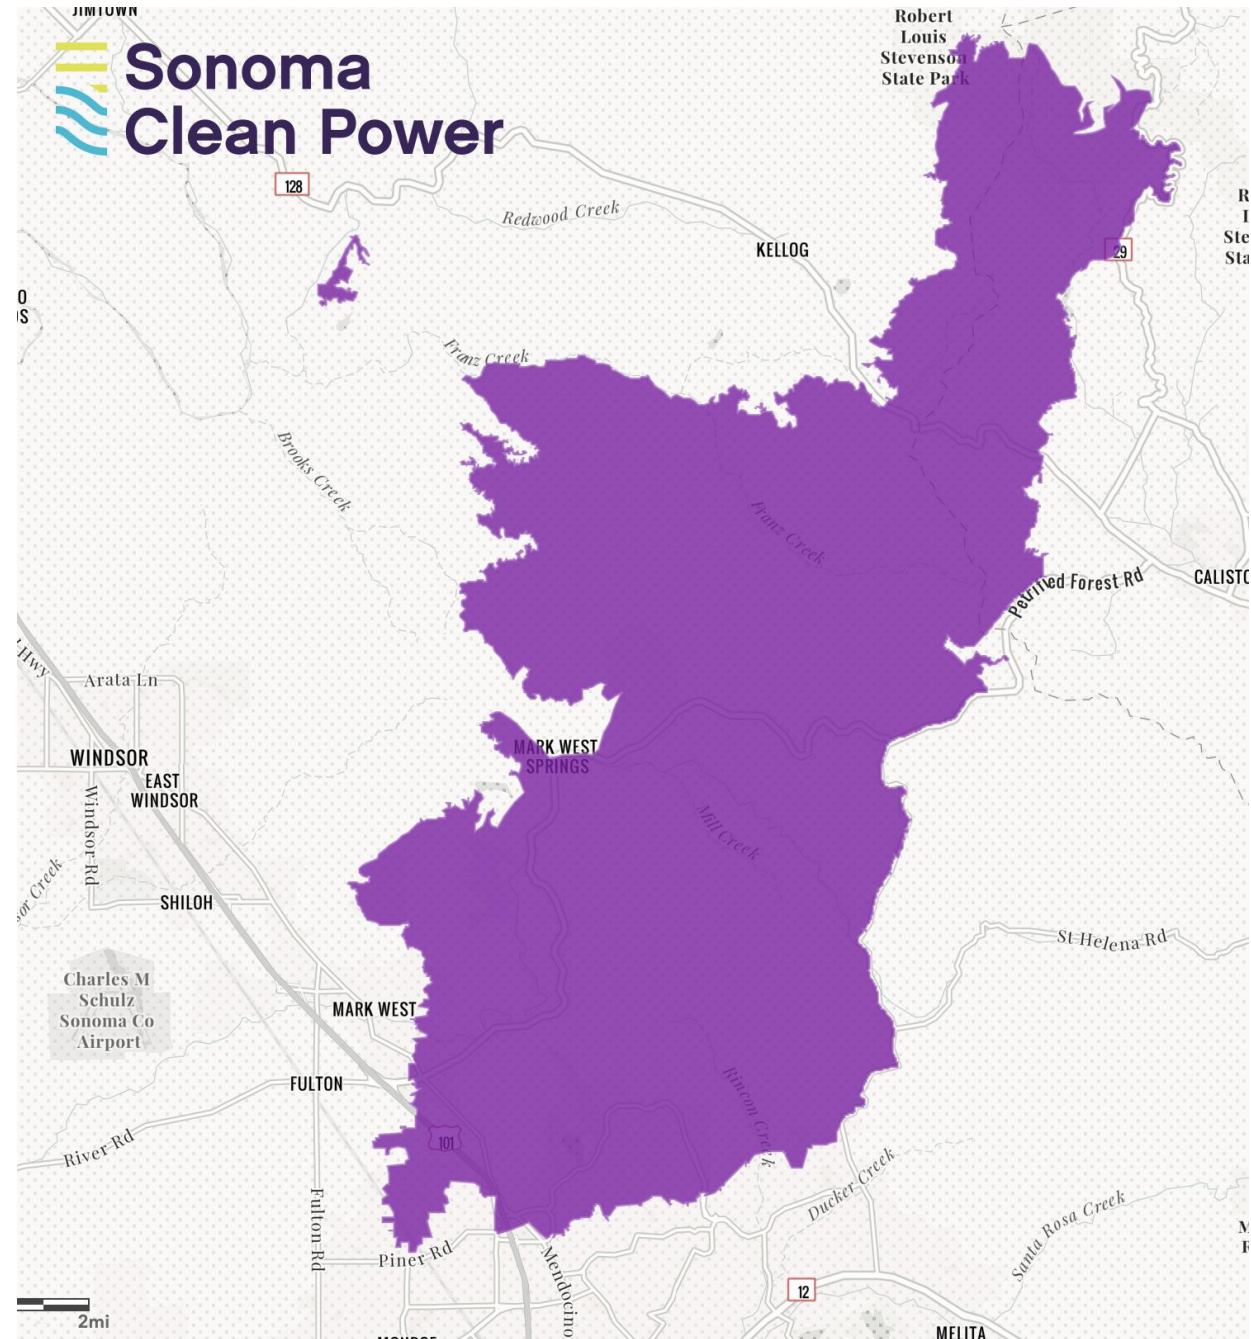 JIMTOWN
Robert
Louis
Stevenson
State Park
Sonoma
Clean Power
128
Redwood Creek
KELLOG
29
Franz Creek
Brooks Creek
Franz Creek
Petrified Forest Rd
Arata Ln
MARK WEST
SPRINGS
WINDSOR
EAST
WINDSOR
Windsor Rd
Mill Creek
SHILOH
St Helena Rd
Charles M
Schulz
Sonoma Co
Airport
MARK WEST
FULTON
Rincon Creek
101
River Rd
Ducker Creek
Fulton Rd
Santa Rosa Creek
Piner Rd
Mendocino
12
2mi
MELITA